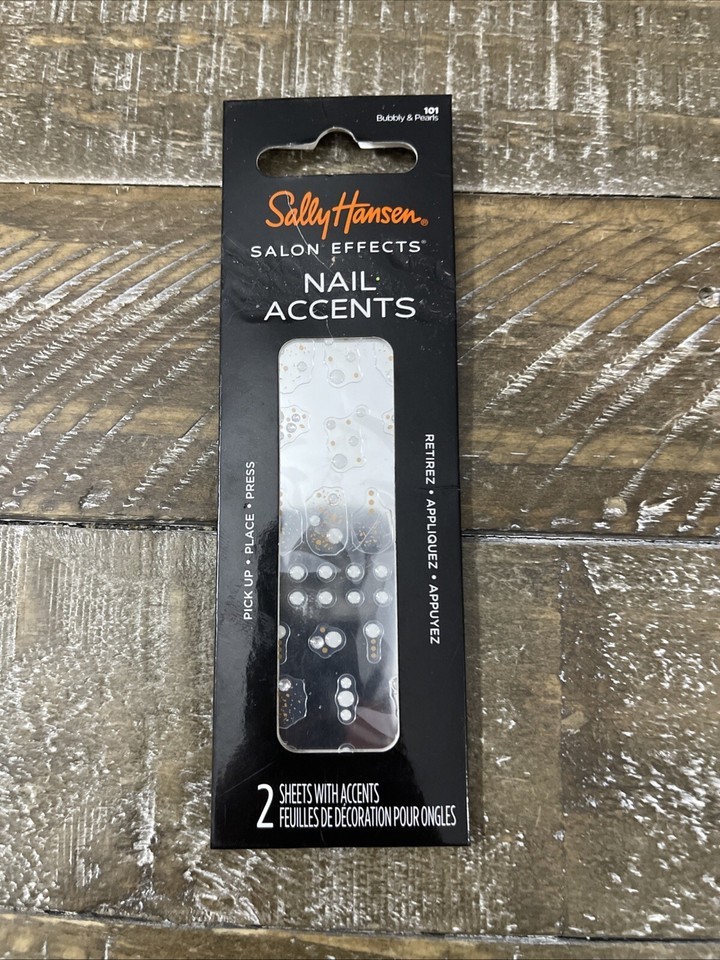 101
Bubbly & Pearls
Sally Hansen®
SALON EFFECTS®
NAIL
ACCENTS
PICK UP • PLACE • PRESS
RETIREZ • APPLIQUEZ • APPUYEZ
2 SHEETS WITH ACCENTS
FEUILLES DE DÉCORATION POUR ONGLES